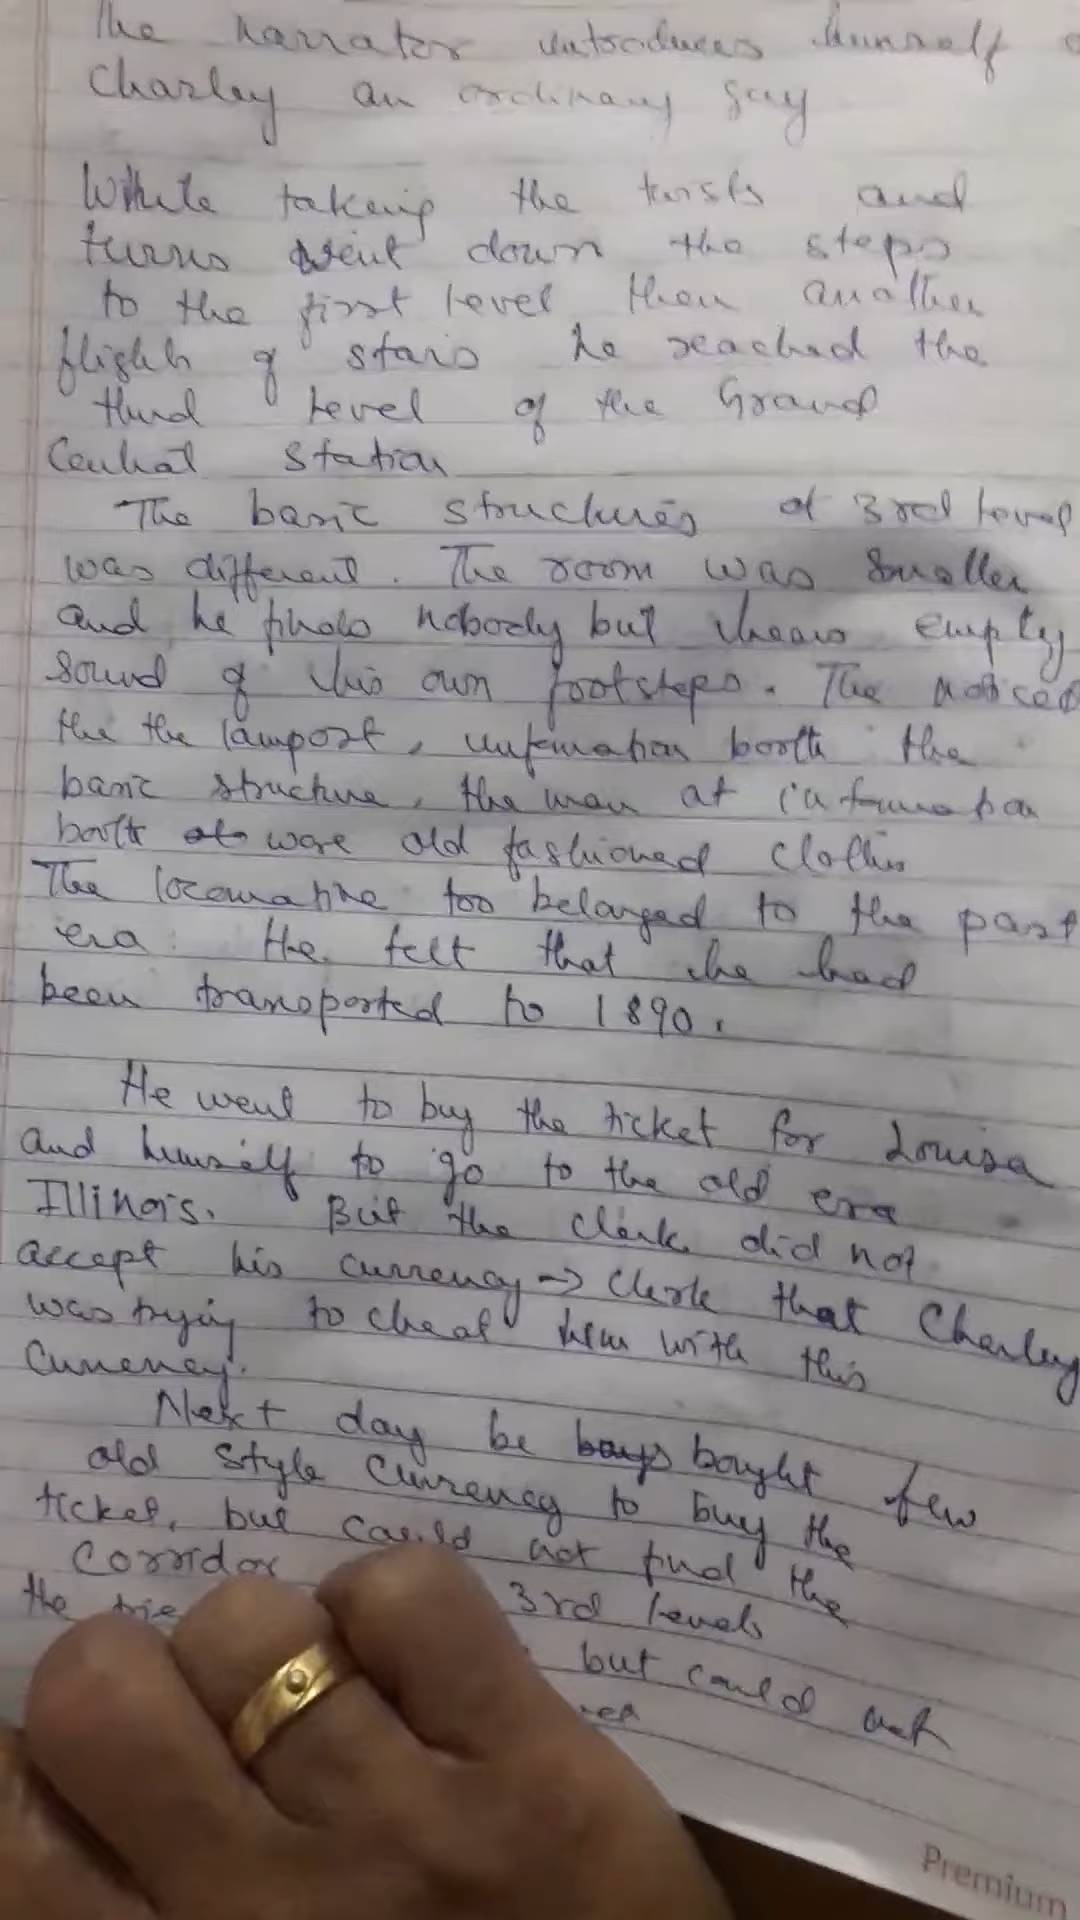 The narrator introduces himself
Charley an ordinary guy
While taking the twists and
turns went down the steps
to the first level then another
flight of stairs he reached the
third level of the Grand
Central Station
The basic structures at 3rd level
was different. The room was smaller
and he finds nobody but hears empty
sound of his own footsteps. The noticed
the the lampost, information booth the
basic structure, the man at information
booth wore old fashioned clothes
The locomotive too belonged to the past
era. He felt that he had
been transported to 1890.
He went to buy the ticket for Louisa
and himself to go to the old era
Illinois. But the clerk did not
accept his currency → Clerk that Charley
was trying to cheat him with this
Currency.
Next day he buys bought few
old style currency to buy the
ticket, but could not find the
Corridor 3rd levels
the
but could not
Premium